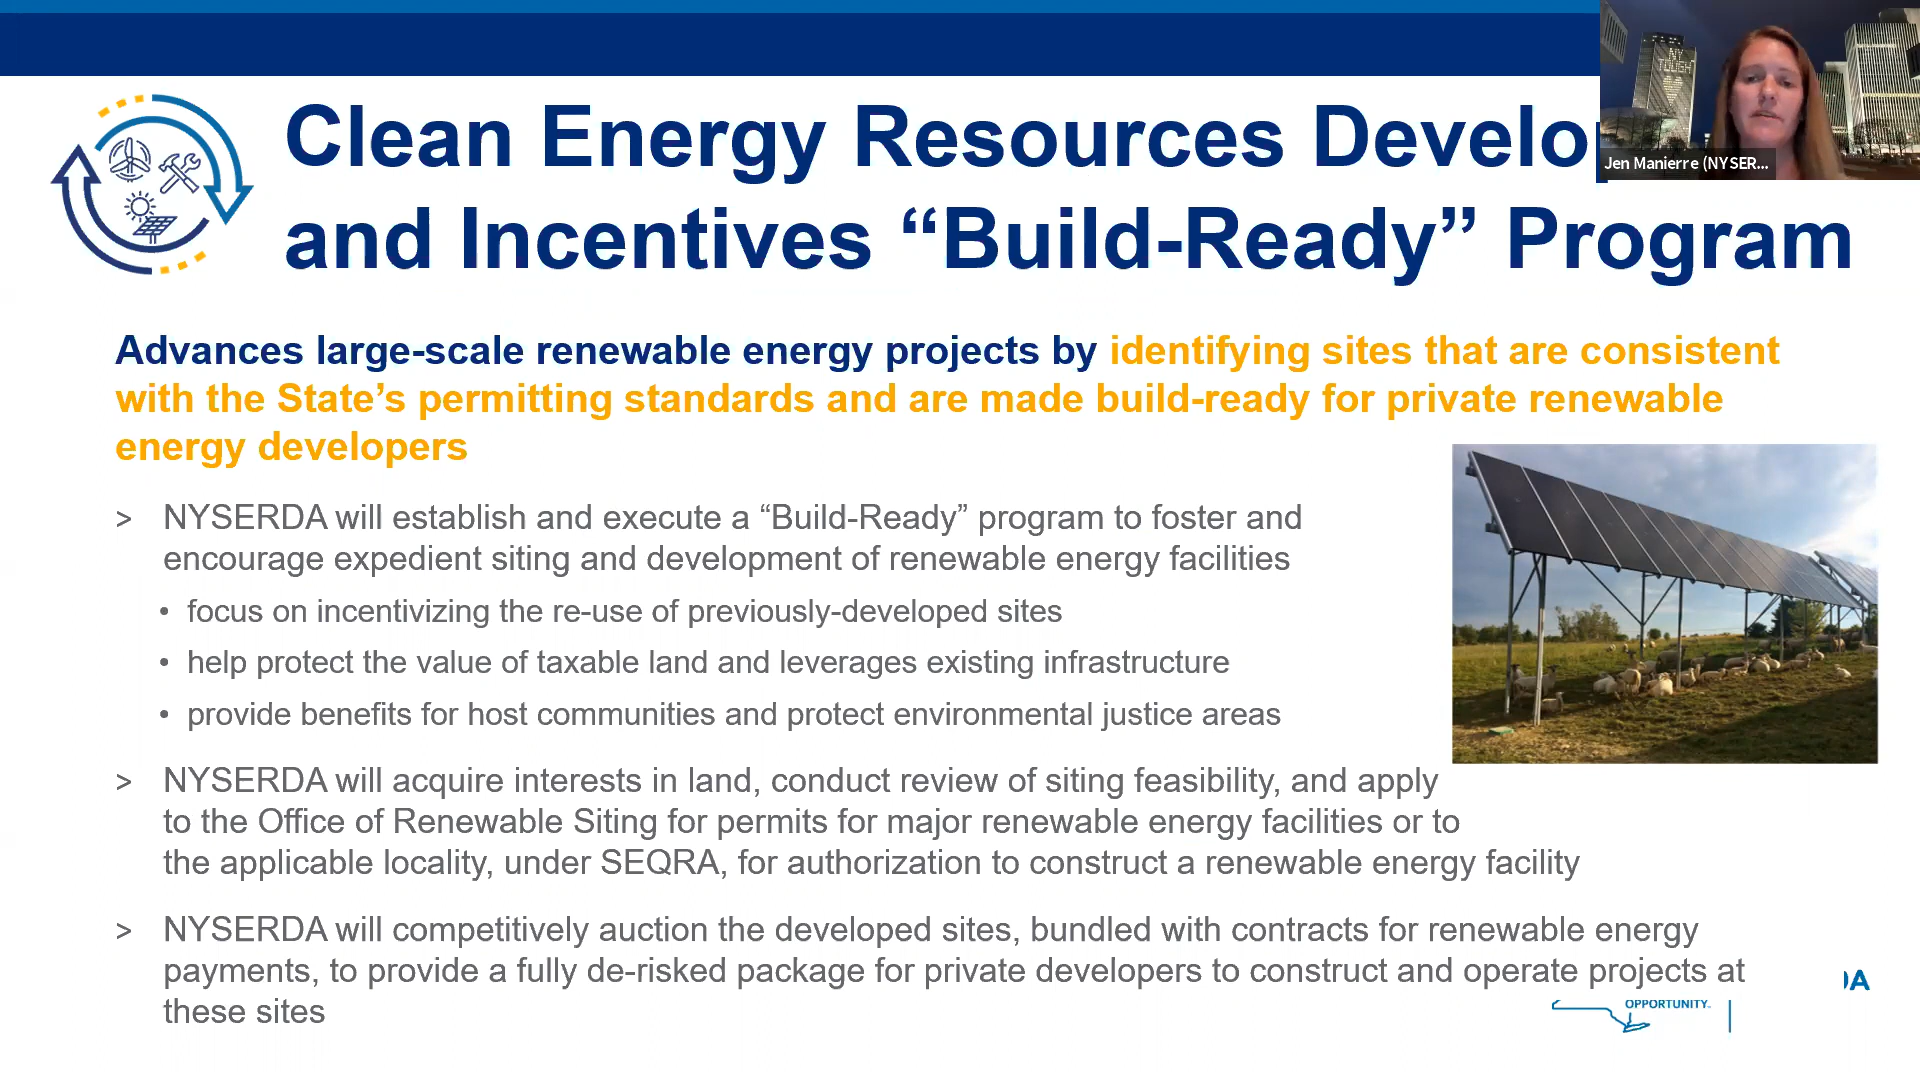 NY
TOUGH
Jen Manierre (NYSER...
Clean Energy Resources Develop
and Incentives “Build-Ready” Program
Advances large-scale renewable energy projects by identifying sites that are consistent
with the State’s permitting standards and are made build-ready for private renewable
energy developers
> NYSERDA will establish and execute a “Build-Ready” program to foster and
encourage expedient siting and development of renewable energy facilities
• focus on incentivizing the re-use of previously-developed sites
• help protect the value of taxable land and leverages existing infrastructure
• provide benefits for host communities and protect environmental justice areas
> NYSERDA will acquire interests in land, conduct review of siting feasibility, and apply
to the Office of Renewable Siting for permits for major renewable energy facilities or to
the applicable locality, under SEQRA, for authorization to construct a renewable energy facility
> NYSERDA will competitively auction the developed sites, bundled with contracts for renewable energy
payments, to provide a fully de-risked package for private developers to construct and operate projects at
these sites
OPPORTUNITY